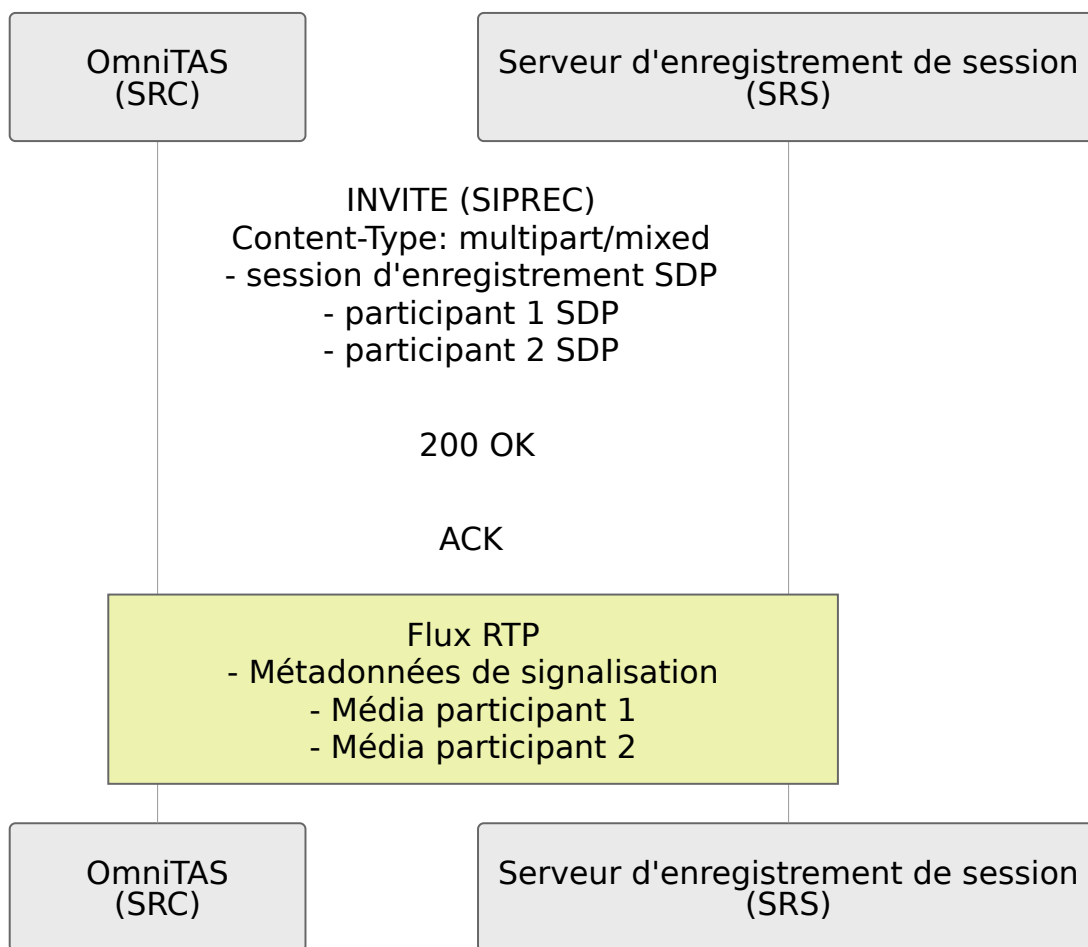 OmniTAS
(SRC)
Serveur d'enregistrement de session
(SRS)
INVITE (SIPREC)
Content-Type: multipart/mixed
- session d'enregistrement SDP
- participant 1 SDP
- participant 2 SDP
200 OK
ACK
Flux RTP
- Métadonnées de signalisation
- Média participant 1
- Média participant 2
OmniTAS
(SRC)
Serveur d'enregistrement de session
(SRS)